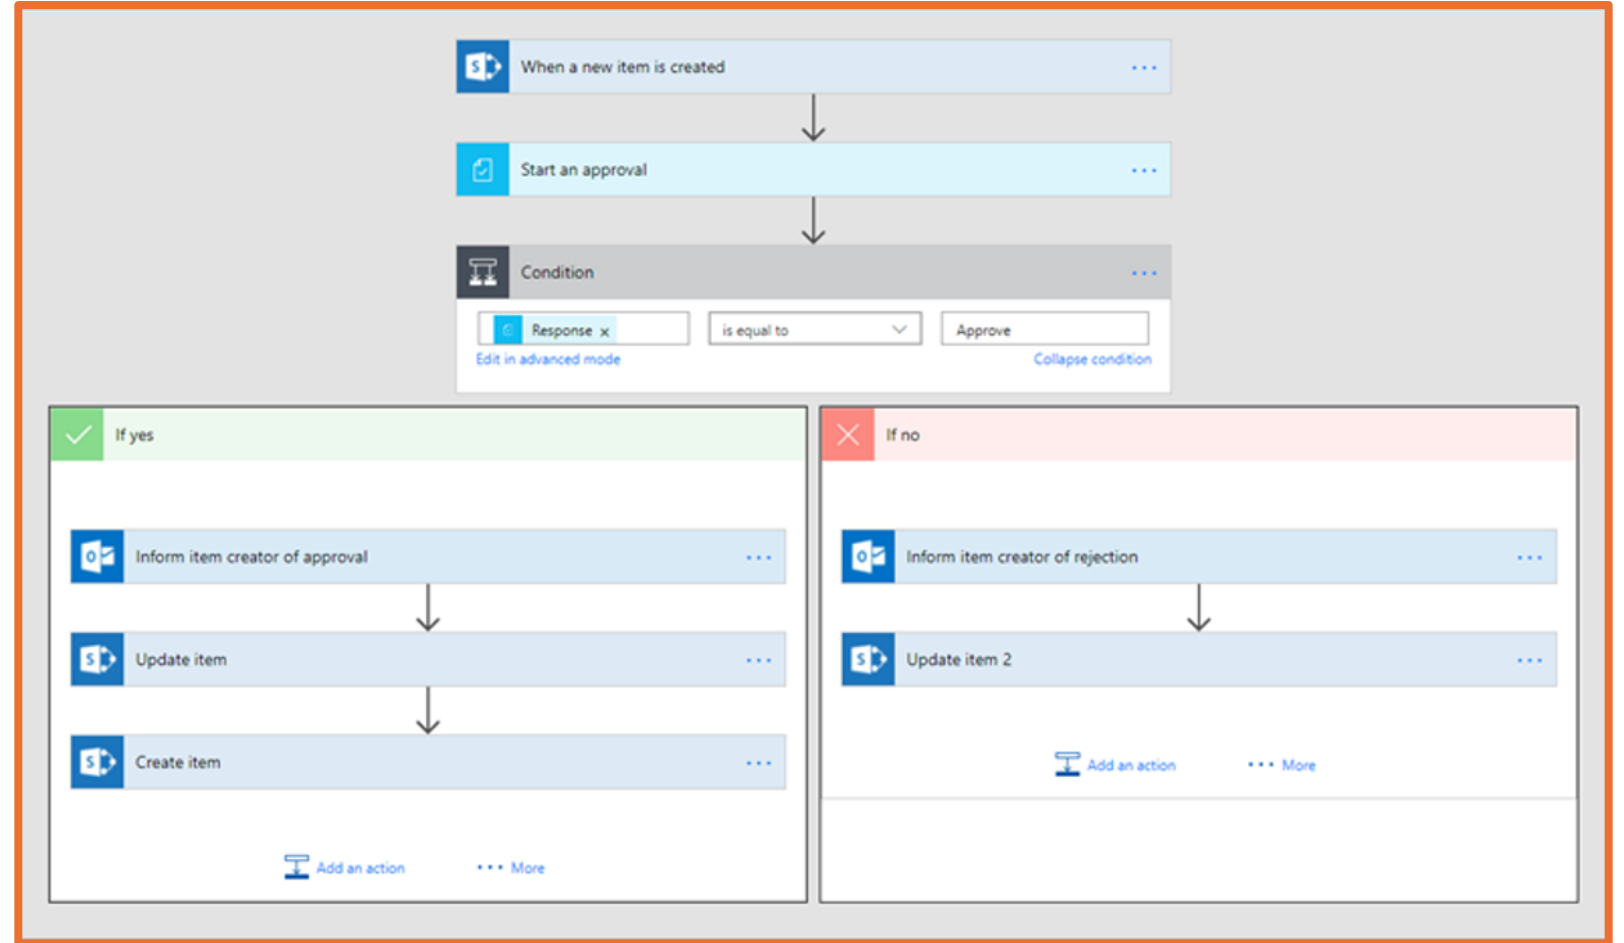 When a new item is created
Start an approval
Condition
Response x
is equal to
Approve
Edit in advanced mode
Collapse condition
If yes
Inform item creator of approval
Update item
Create item
Add an action
More
If no
Inform item creator of rejection
Update item 2
Add an action
More